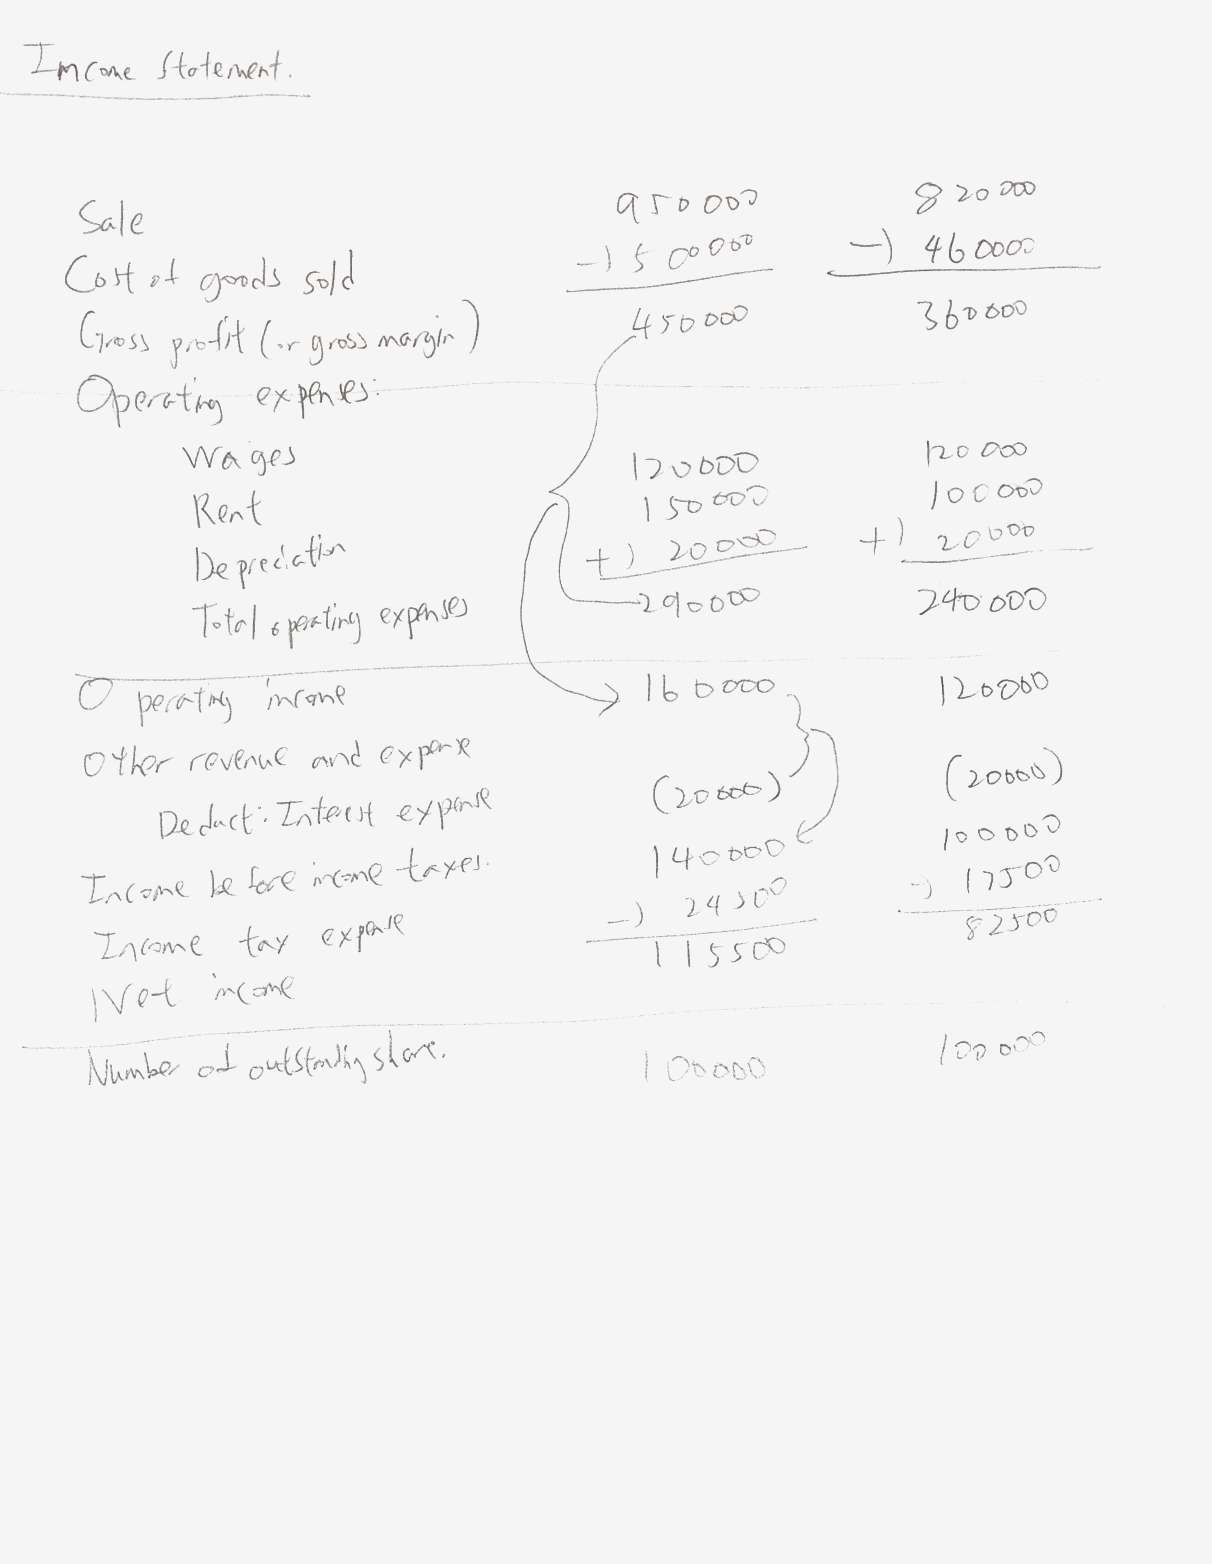 Income Statement.
Sale 950000 820000
Cost of goods sold -) 500000 -) 460000
Gross profit (or gross margin) 450000 360000
Operating expenses:
Wages 120000 120000
Rent 150000 100000
Depreciation +) 20000 +) 20000
Total operating expenses 290000 240000
Operating income 160000 120000
Other revenue and expense
Deduct: Interest expense (20000) (20000)
Income before income taxes. 140000 100000
Income tax expense -) 24500 -) 17500
Net income 115500 82500
Number of outstanding share. 100000 100000